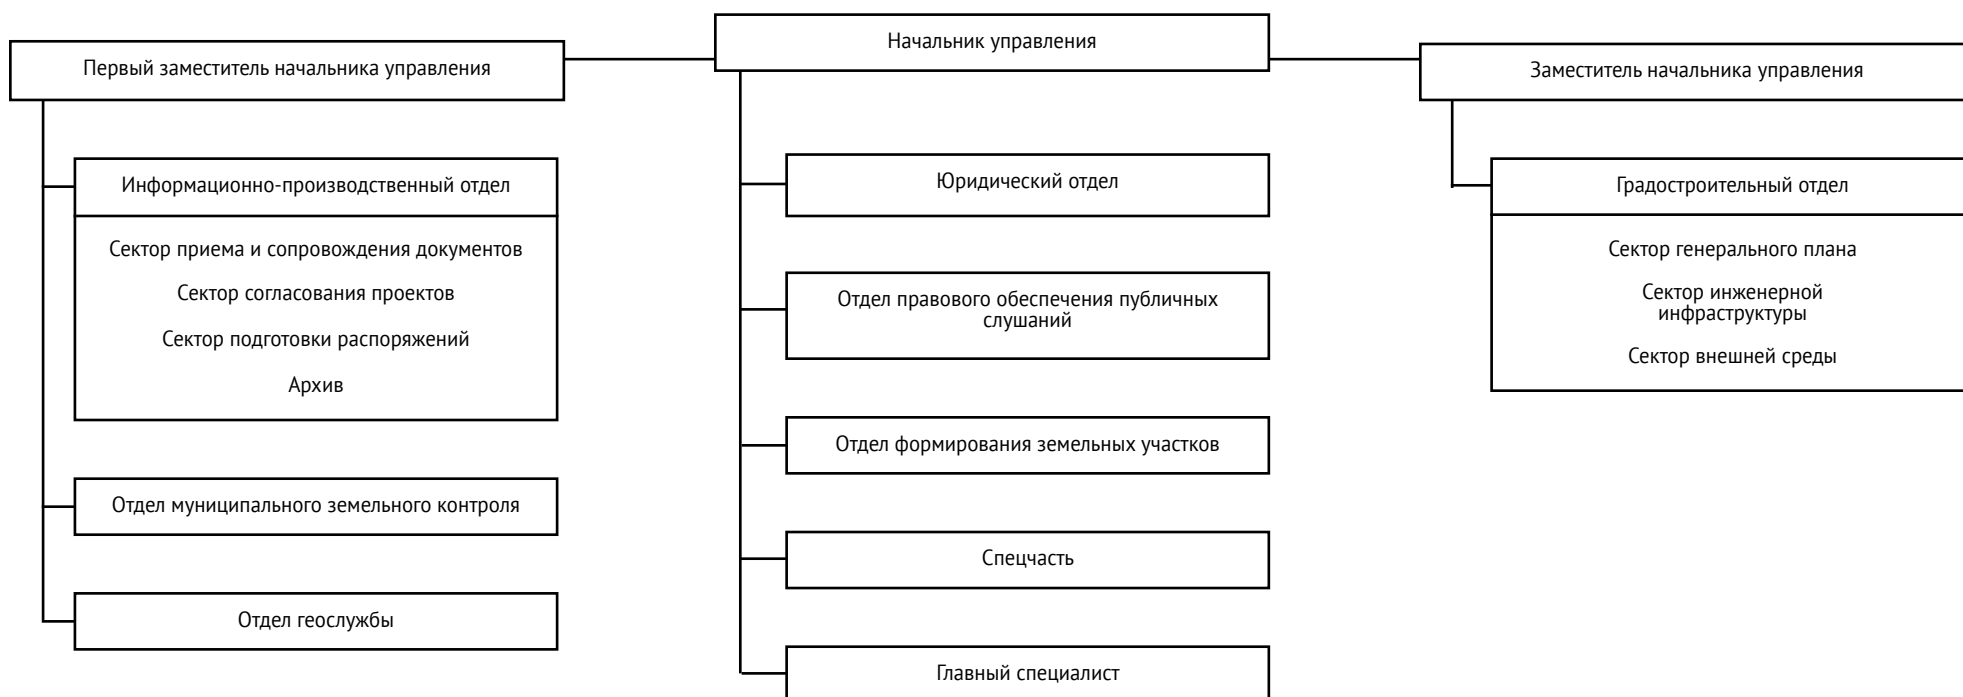 Начальник управления
Первый заместитель начальника управления
Заместитель начальника управления
Информационно-производственный отдел
Сектор приема и сопровождения документов
Сектор согласования проектов
Сектор подготовки распоряжений
Архив
Отдел муниципального земельного контроля
Отдел геослужбы
Юридический отдел
Отдел правового обеспечения публичных
слушаний
Отдел формирования земельных участков
Спецчасть
Главный специалист
Градостроительный отдел
Сектор генерального плана
Сектор инженерной
инфраструктуры
Сектор внешней среды